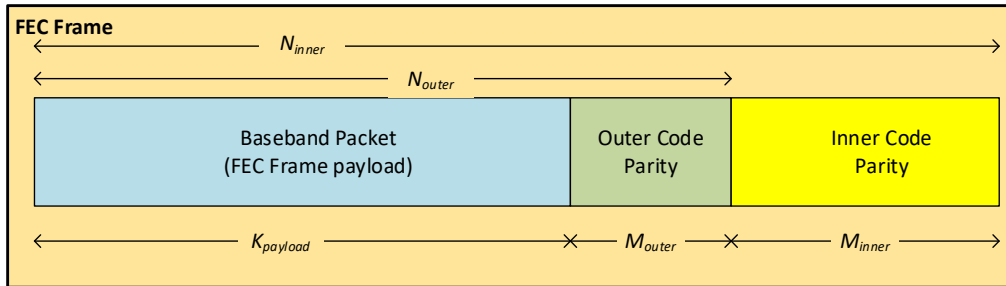 FEC Frame
N_inner
N_outer
Baseband Packet
(FEC Frame payload)
Outer Code
Parity
Inner Code
Parity
K_payload
M_outer
M_inner